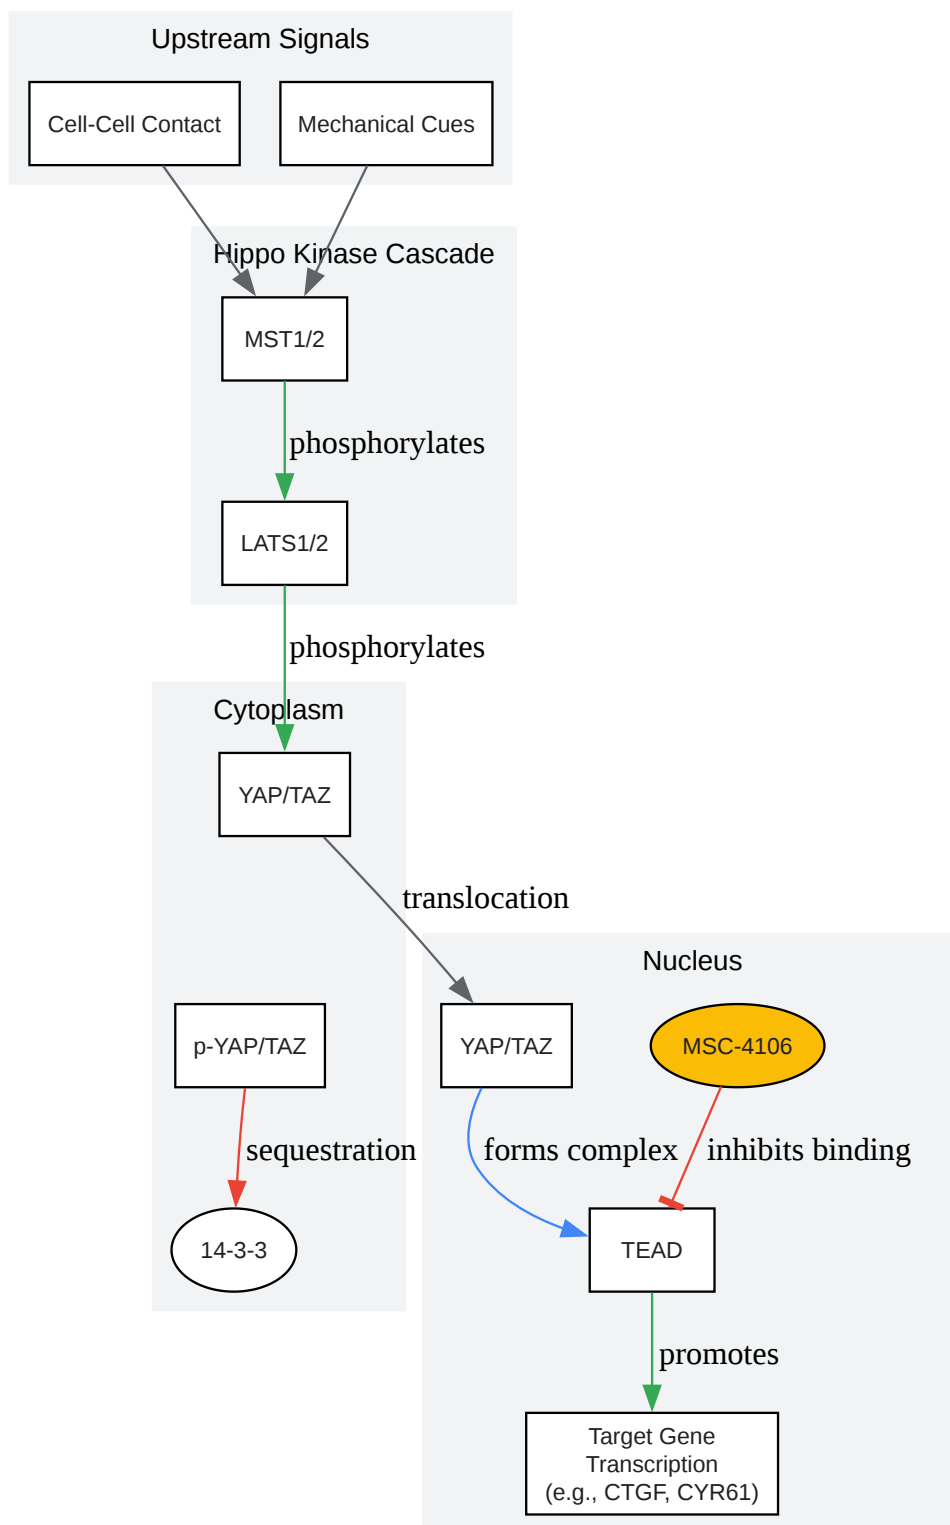 Upstream Signals
Cell-Cell Contact
Mechanical Cues
Hippo Kinase Cascade
MST1/2
phosphorylates
LATS1/2
phosphorylates
Cytoplasm
YAP/TAZ
translocation
Nucleus
p-YAP/TAZ
YAP/TAZ
MSC-4106
sequestration
forms complex
inhibits binding
14-3-3
TEAD
promotes
Target Gene
Transcription
(e.g., CTGF, CYR61)